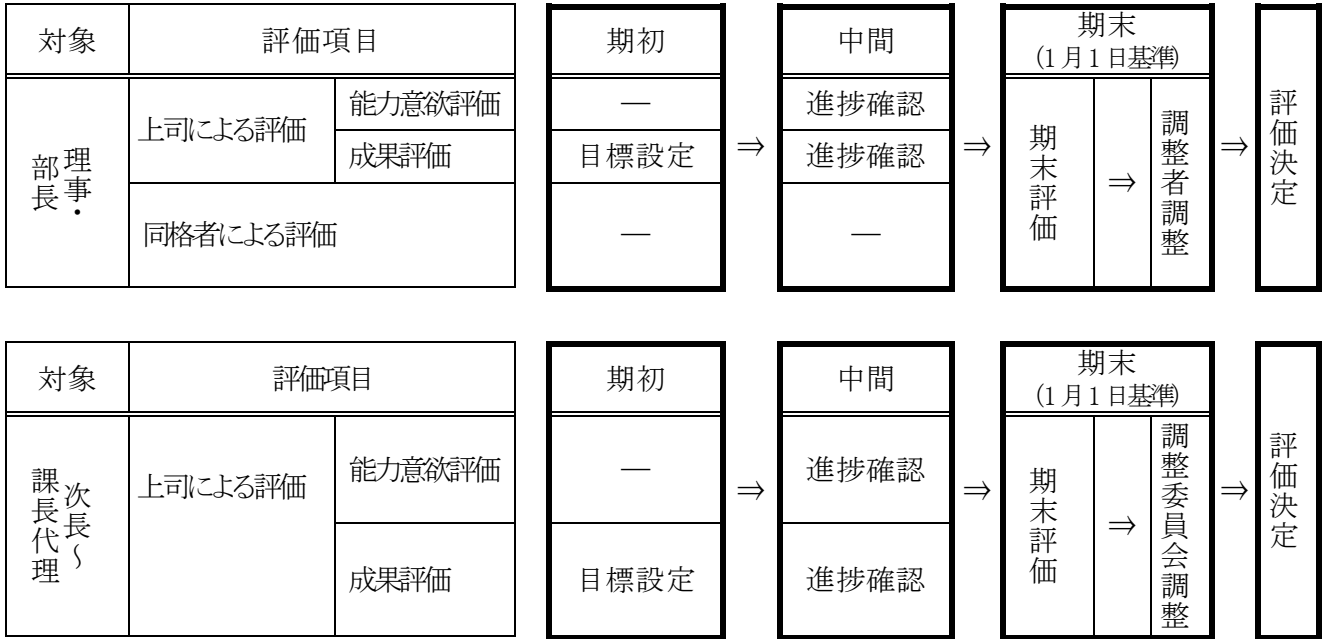 対象 評価項目 期初 中間 期末
(1月1日基準)
評価決定
理事・
部長
上司による評価 能力意欲評価 ― 進捗確認
成果評価 目標設定 ⇒ 進捗確認 ⇒ 期末評価 ⇒ 調整者調整 ⇒
同格者による評価 ― ―
対象 評価項目 期初 中間 期末
(1月1日基準)
評価決定
次長~
課長代理
上司による評価 能力意欲評価 ― ⇒ 進捗確認 ⇒ 期末評価 ⇒ 調整委員会調整 ⇒
成果評価 目標設定 進捗確認